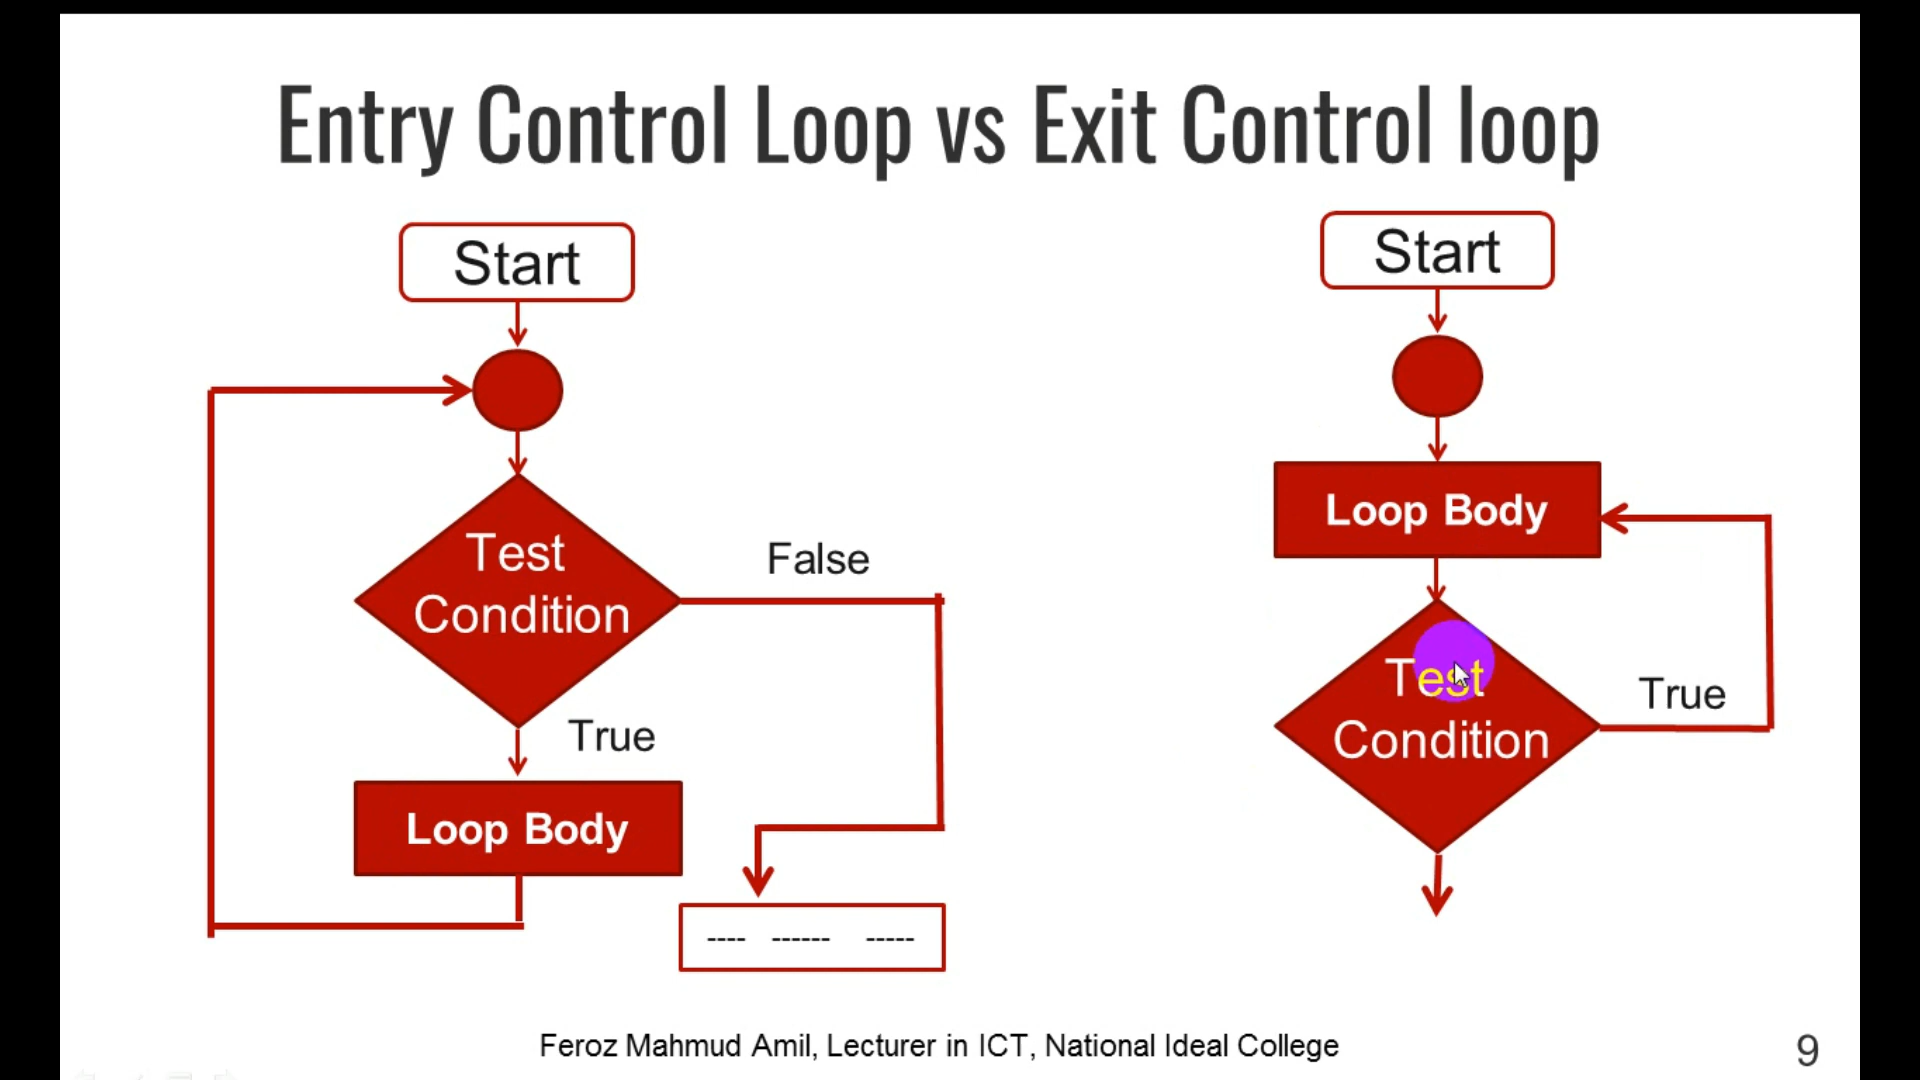 Entry Control Loop vs Exit Control loop
Start
Test
Condition
False
True
Loop Body
---- ------ -----
Start
Loop Body
Test
Condition
True
Feroz Mahmud Amil, Lecturer in ICT, National Ideal College
9